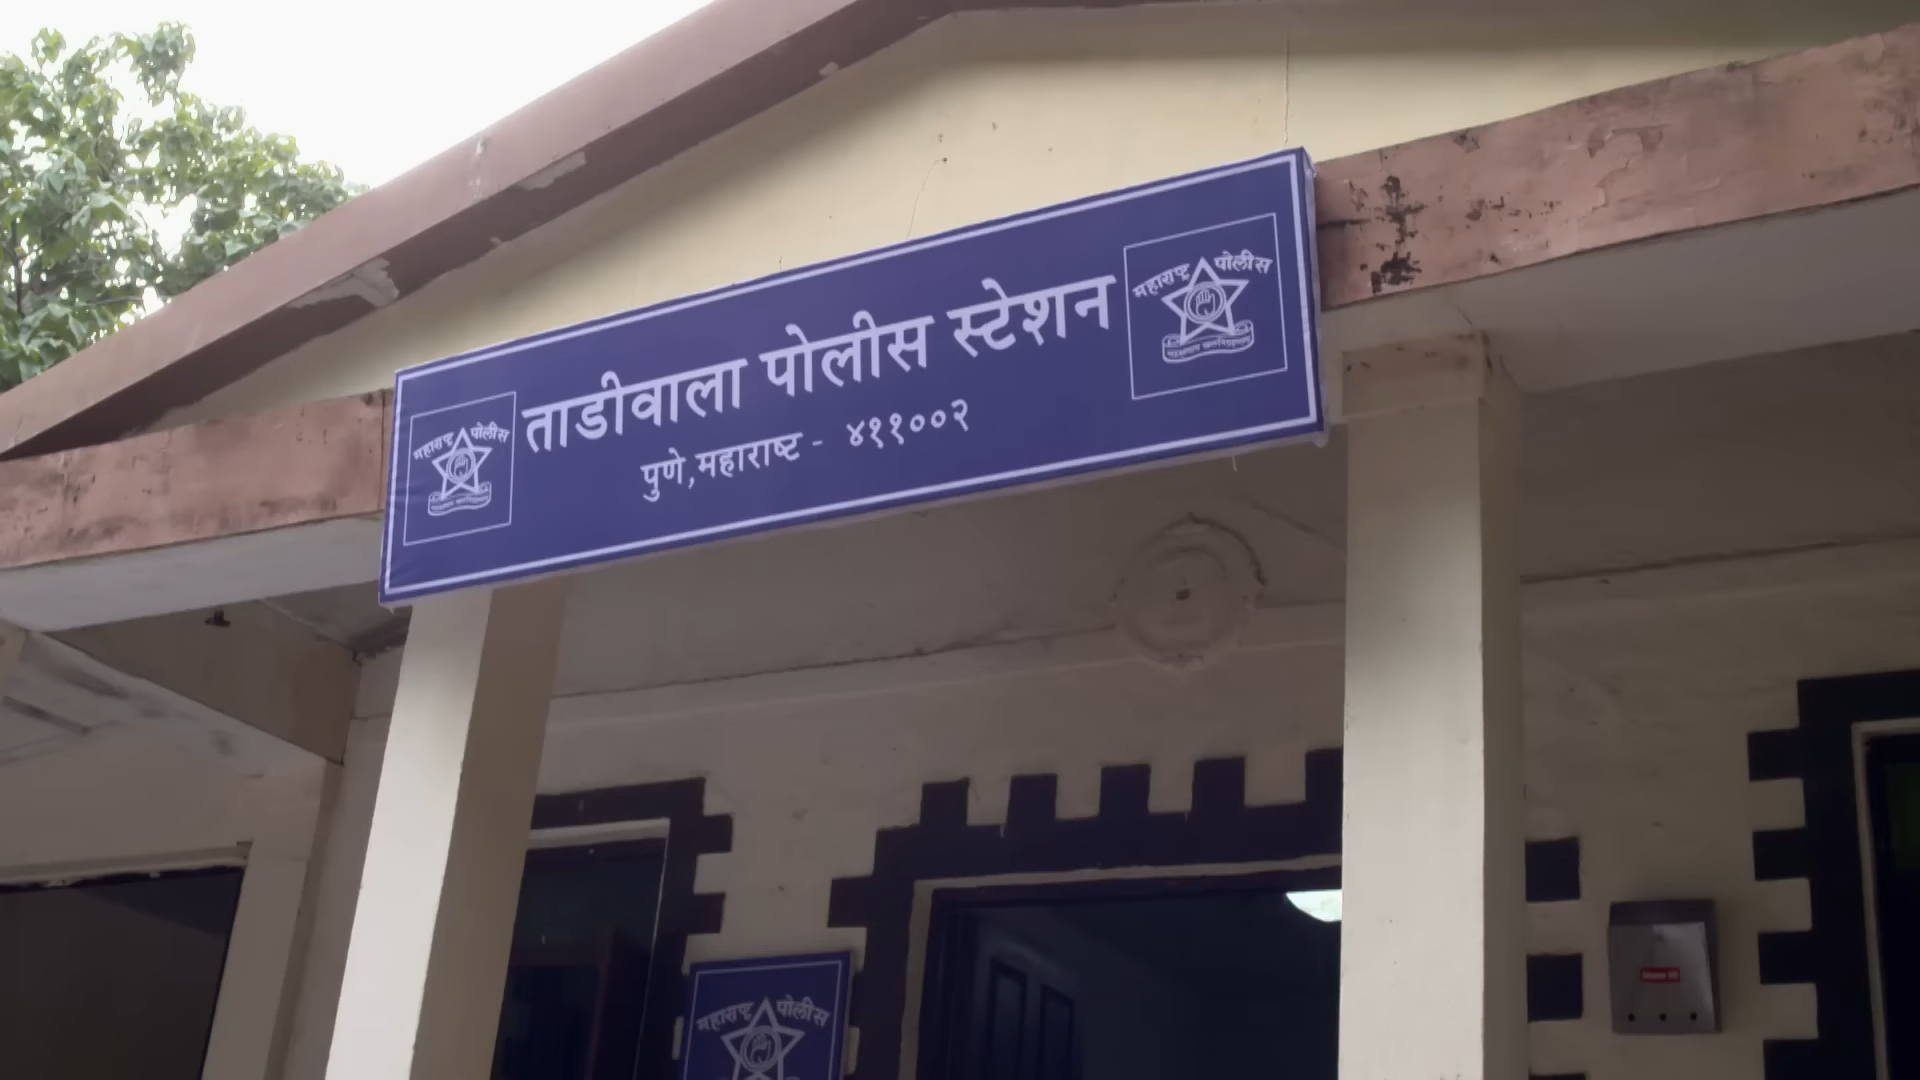 ताडीवाला पोलीस स्टेशन
पुणे,महाराष्ट - ४११००२
महाराष्ट्र पोलीस
महाराष्ट्र पोलीस
महाराष्ट्र पोलीस